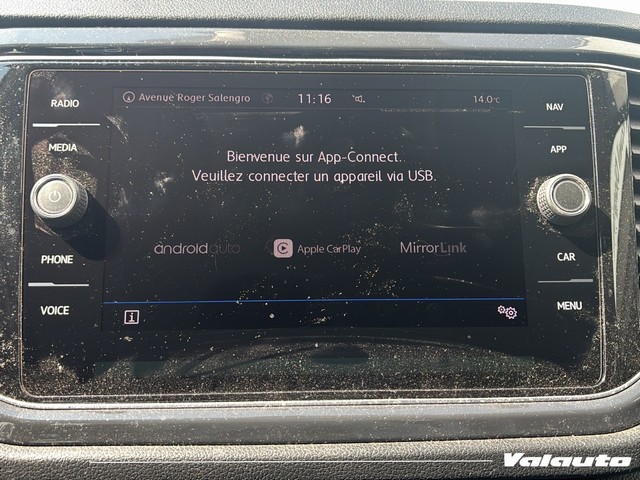 RADIO
MEDIA
PHONE
VOICE
Avenue Roger Salengro 11:16 14.0°C
Bienvenue sur App-Connect.
Veuillez connecter un appareil via USB.
androidauto Apple CarPlay MirrorLink
i
NAV
APP
CAR
MENU
Valauto